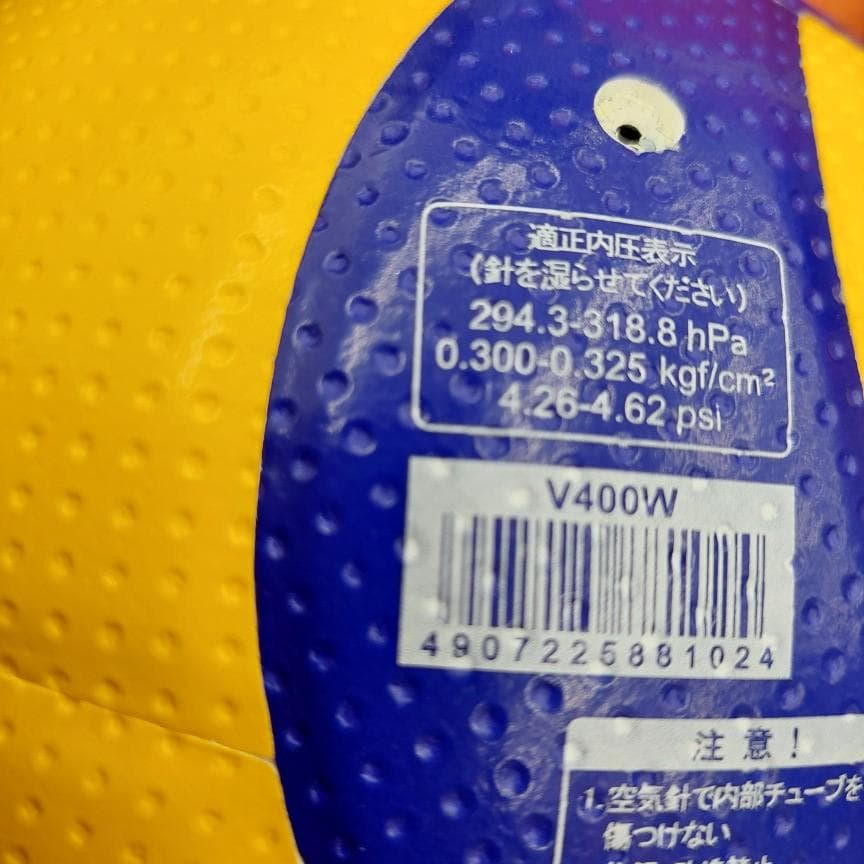 適正内圧表示
(針を湿らせてください)
294.3-318.8 hPa
0.300-0.325 kgf/cm²
4.26-4.62 psi
V400W
4907225881024
注意!
1.空気針で内部チューブを
傷つけない